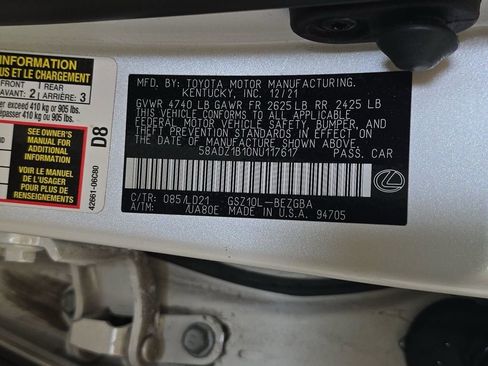 INFORMATION
US ET LE CHARGEMENT
FRONT
AVANT: 2
REAR
ARRIÈRE: 3
er exceed 410 kg or 905 lbs.
épasser 410 kg ou 905 lbs.
SEE OWNER'S
MANUAL FOR
ADDITIONAL
INFORMATION
VOIR LE MANUEL
DE L'USAGER
POUR PLUS DE
RENSEIGNEMENTS
D8
42661-06C80
MFD. BY: TOYOTA MOTOR MANUFACTURING.
KENTUCKY, INC. 12/21
GVWR 4740 LB GAWR FR 2625 LB RR 2425 LB
THIS VEHICLE CONFORMS TO ALL APPLICABLE
FEDERAL MOTOR VEHICLE SAFETY, BUMPER, AND
THEFT PREVENTION STANDARDS IN EFFECT ON
THE DATE OF MANUFACTURE SHOWN ABOVE.
58ADZ1B10NU117617 PASS. CAR
C/TR: 085/LD21 GSZ10L-BEZGBA
A/TM: /UA80E MADE IN U.S.A. 94705